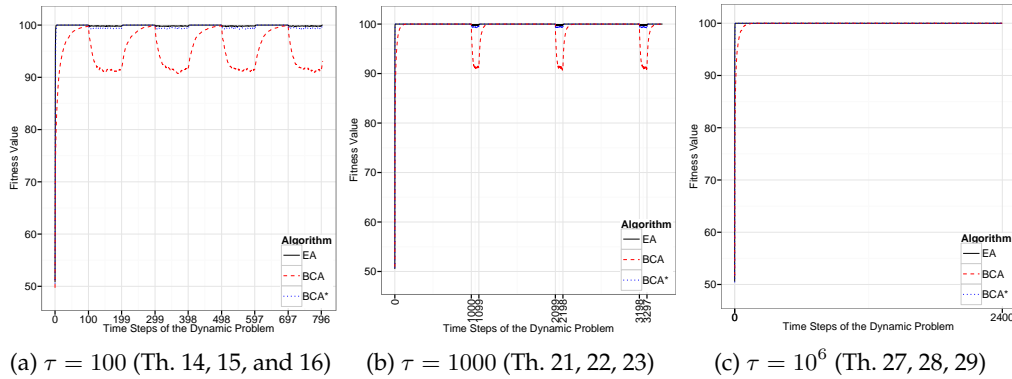 100
90
80
70
60
50
Fitness Value
Algorithm
EA
BCA
BCA*
0 100 199 299 398 498 597 697 796
Time Steps of the Dynamic Problem
(a) τ = 100 (Th. 14, 15, and 16)
100
90
80
70
60
50
Fitness Value
Algorithm
EA
BCA
BCA*
0 1000 1099 2099 2198 3198 3297
Time Steps of the Dynamic Problem
(b) τ = 1000 (Th. 21, 22, 23)
100
90
80
70
60
50
Fitness Value
Algorithm
EA
BCA
BCA*
0 2400
Time Steps of the Dynamic Problem
(c) τ = 10⁶ (Th. 27, 28, 29)